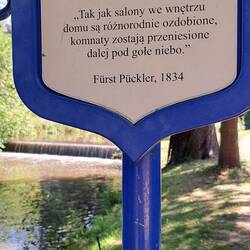 „Tak jak salony we wnętrzu
domu są różnorodnie ozdobione,
komnaty zostają przeniesione
dalej pod gołe niebo.”
Fürst Pückler, 1834